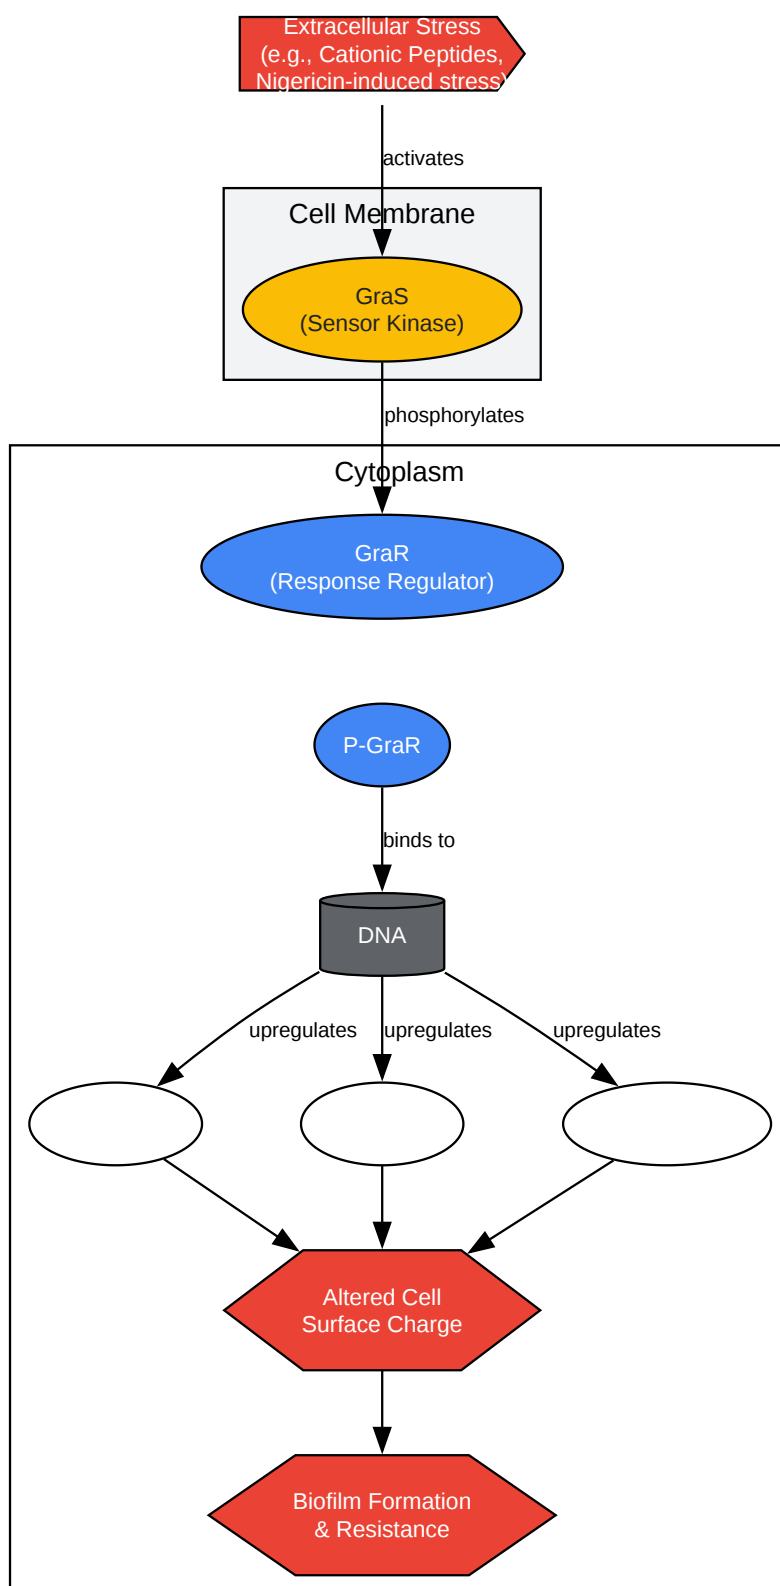 Extracellular Stress
(e.g., Cationic Peptides,
Nigericin-induced stress)
activates
Cell Membrane
GraS
(Sensor Kinase)
phosphorylates
Cytoplasm
GraR
(Response Regulator)
P-GraR
binds to
DNA
upregulates
upregulates
upregulates
Altered Cell
Surface Charge
Biofilm Formation
& Resistance